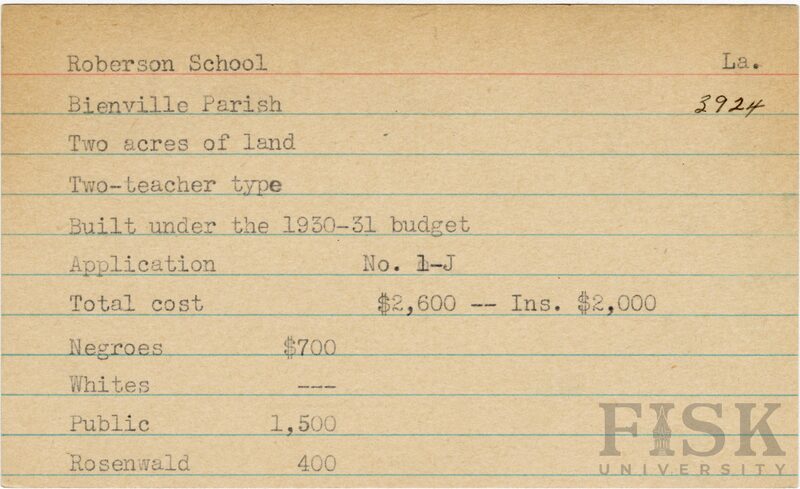 Roberson School La.
Bienville Parish 3924
Two acres of land
Two-teacher type
Built under the 1930-31 budget
Application No. 1-J
Total cost $2,600 -- Ins. $2,000
Negroes $700
Whites ---
Public 1,500
Rosenwald 400
FISK
UNIVERSITY